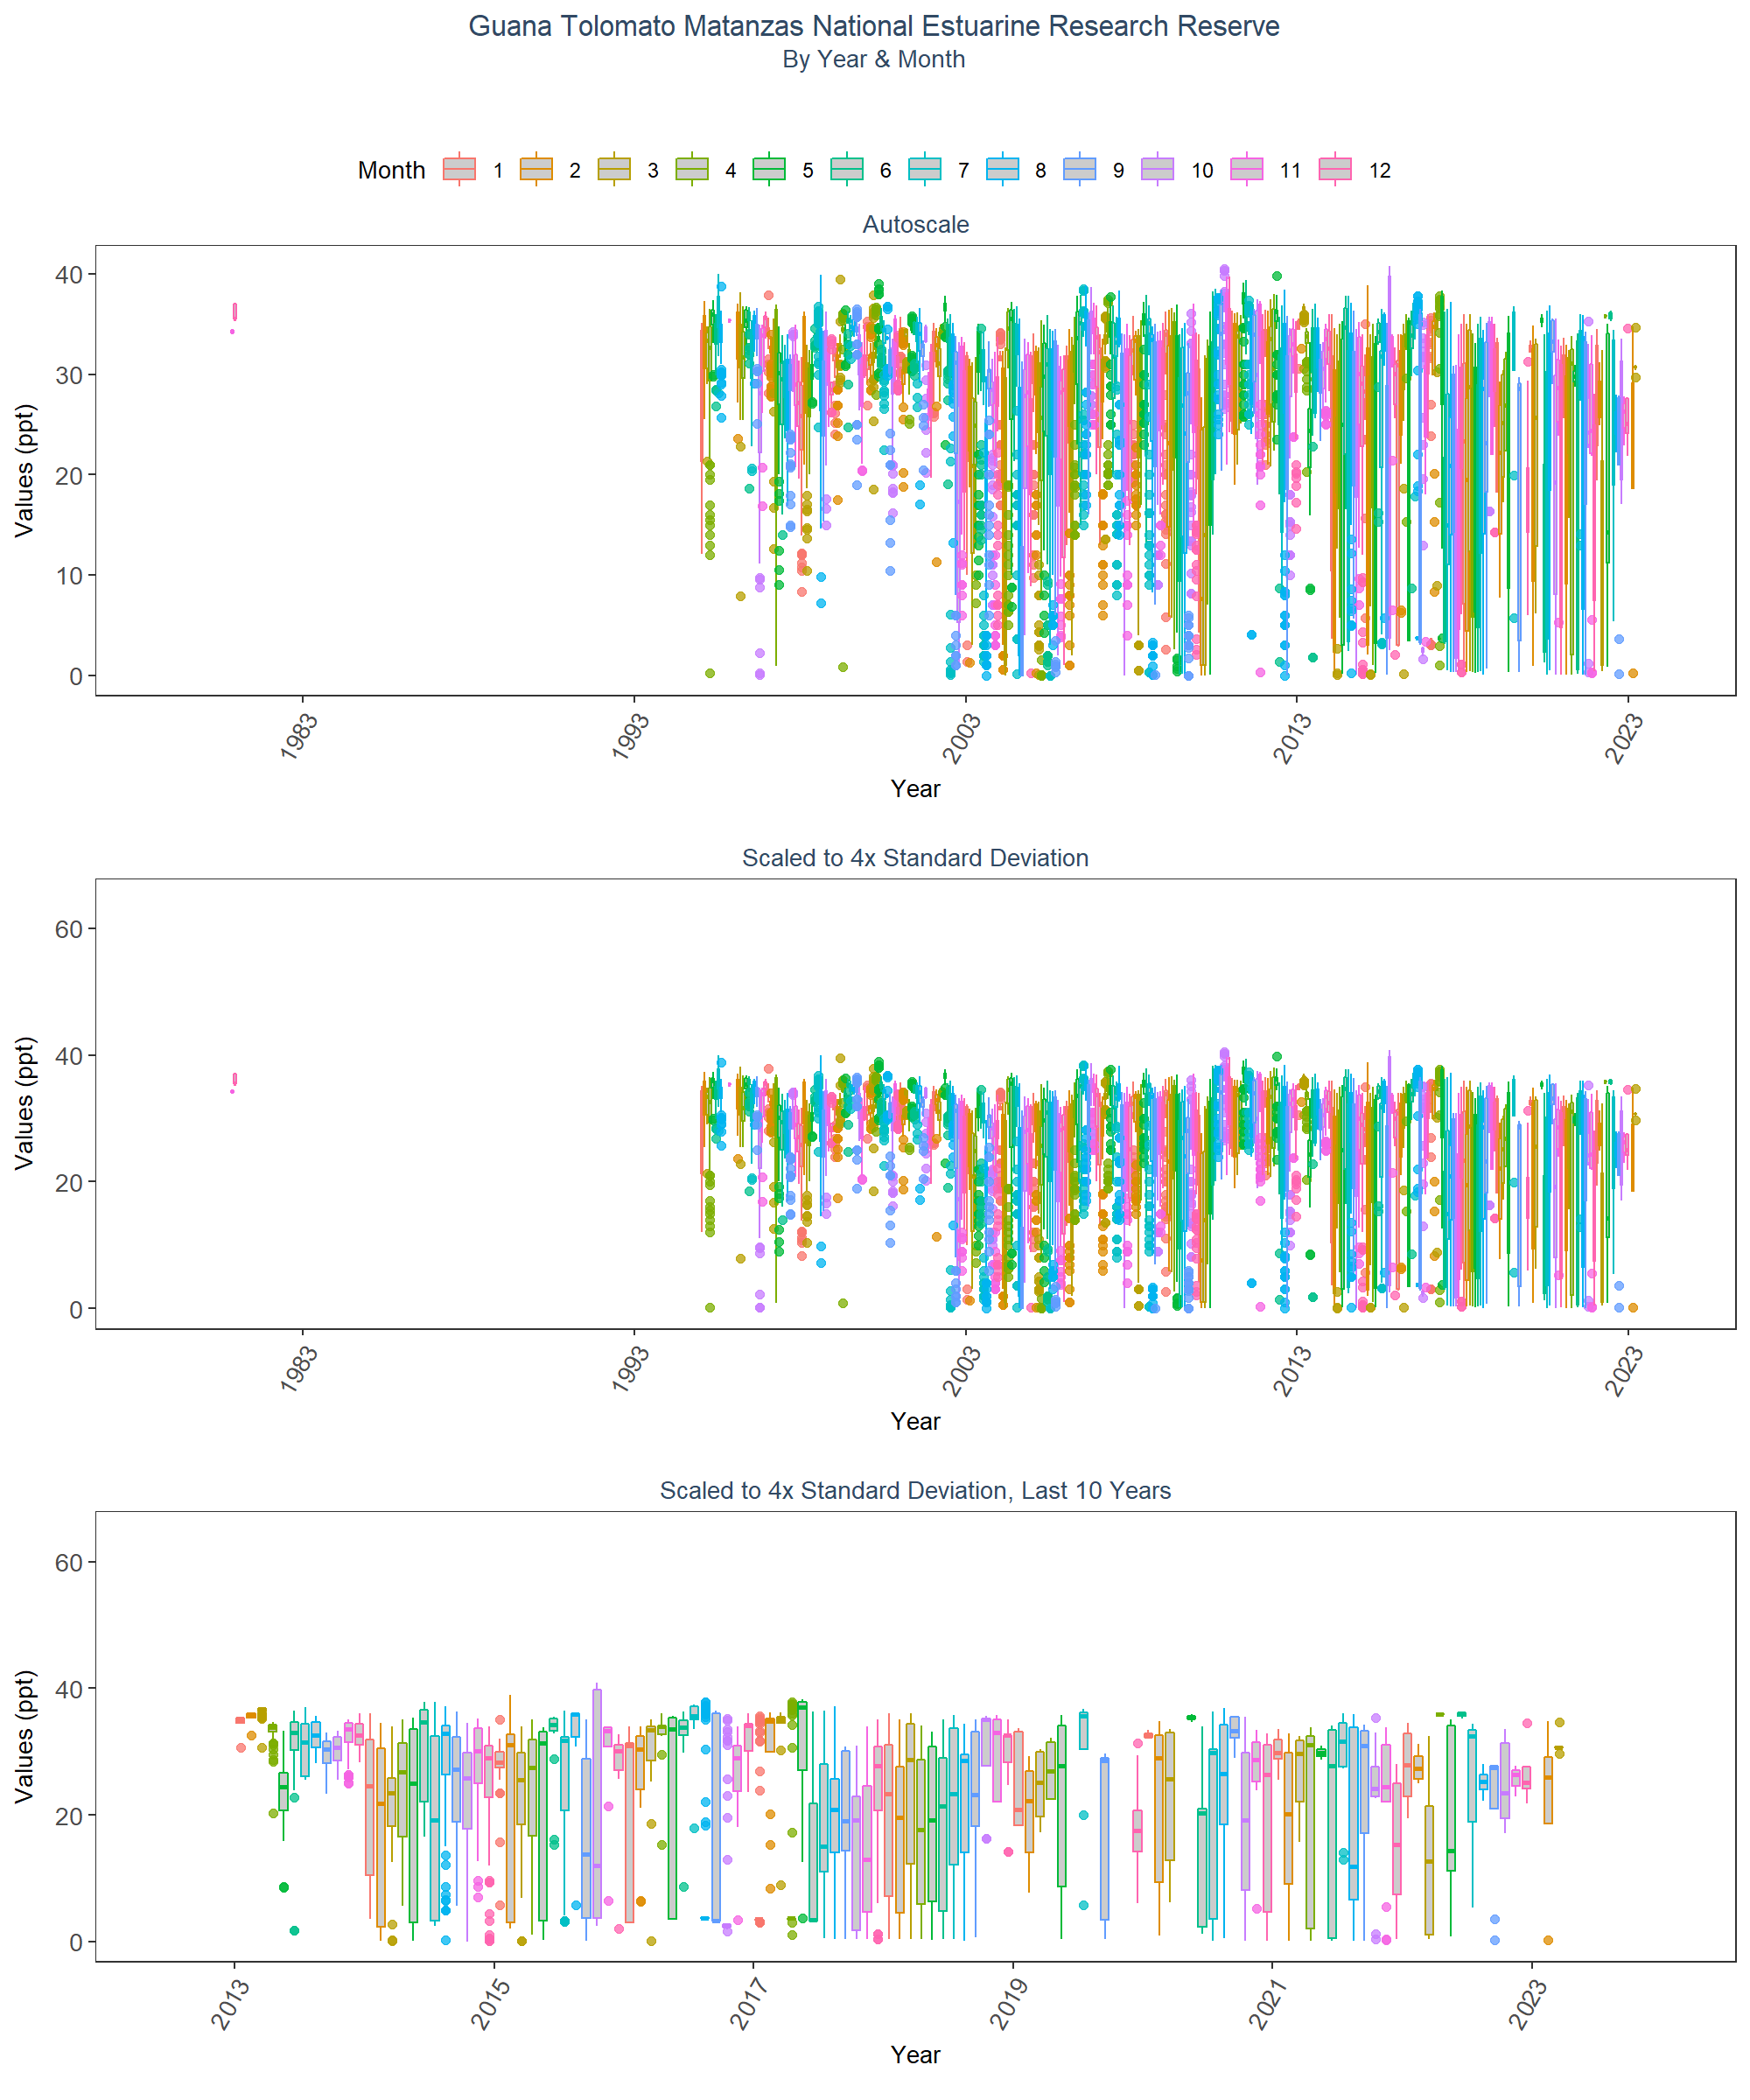 Guana Tolomato Matanzas National Estuarine Research Reserve
By Year & Month
Month 1 2 3 4 5 6 7 8 9 10 11 12
Autoscale
Values (ppt)
40
30
20
10
0
1983 1993 2003 2013 2023
Year
Scaled to 4x Standard Deviation
Values (ppt)
60
40
20
0
1983 1993 2003 2013 2023
Year
Scaled to 4x Standard Deviation, Last 10 Years
Values (ppt)
60
40
20
0
2013 2015 2017 2019 2021 2023
Year